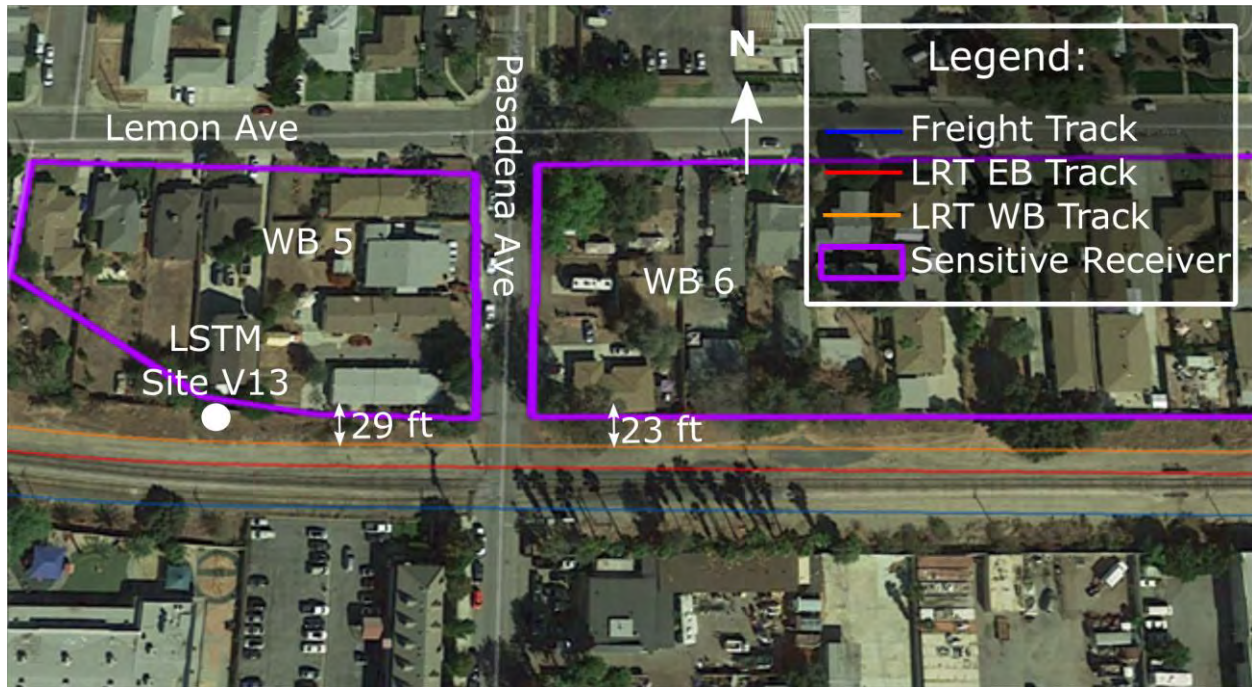 N
Legend:
Freight Track
LRT EB Track
LRT WB Track
Sensitive Receiver
Lemon Ave
Pasadena Ave
WB 5
WB 6
LSTM
Site V13
29 ft
23 ft